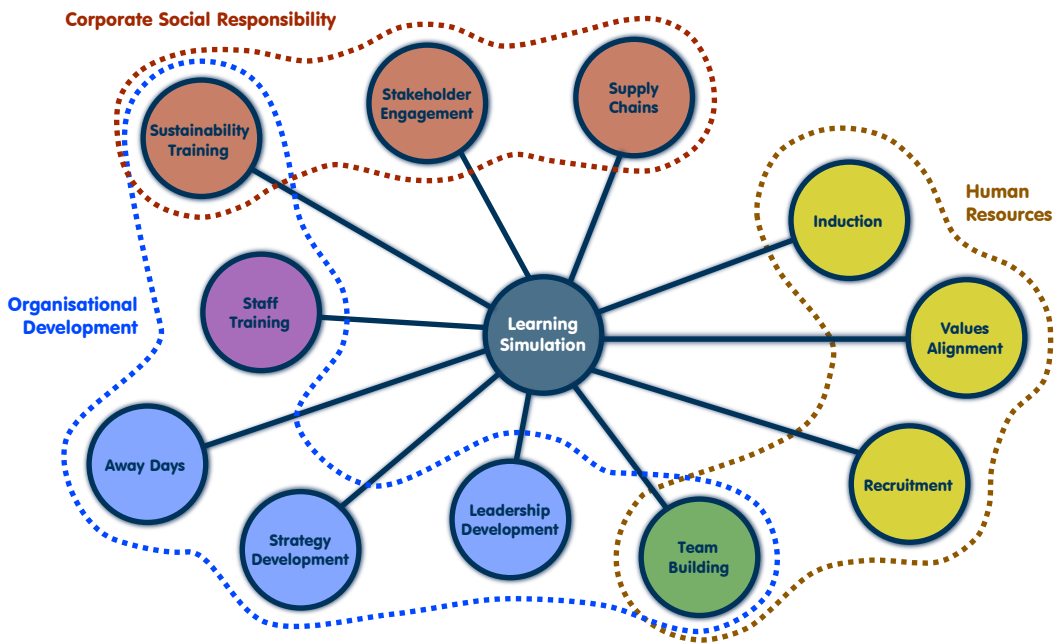 Corporate Social Responsibility
Sustainability
Training
Stakeholder
Engagement
Supply
Chains
Human
Resources
Induction
Organisational
Development
Staff
Training
Learning
Simulation
Values
Alignment
Away Days
Strategy
Development
Leadership
Development
Team
Building
Recruitment